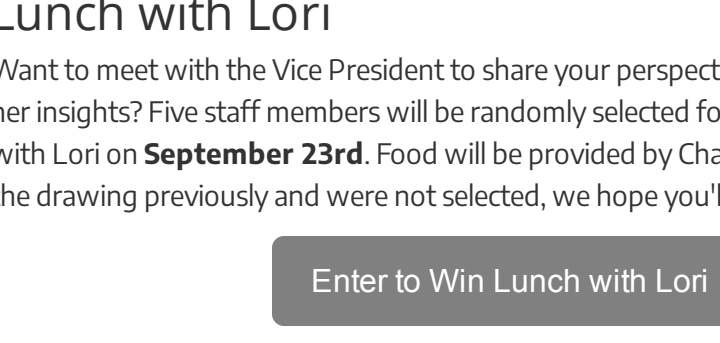 Lunch with Lori
Want to meet with the Vice President to share your
her insights? Five staff members will be randomly selected
with Lori on September 23rd. Food will be provided by
the drawing previously and were not selected, we hope
Enter to Win Lunch with Lori